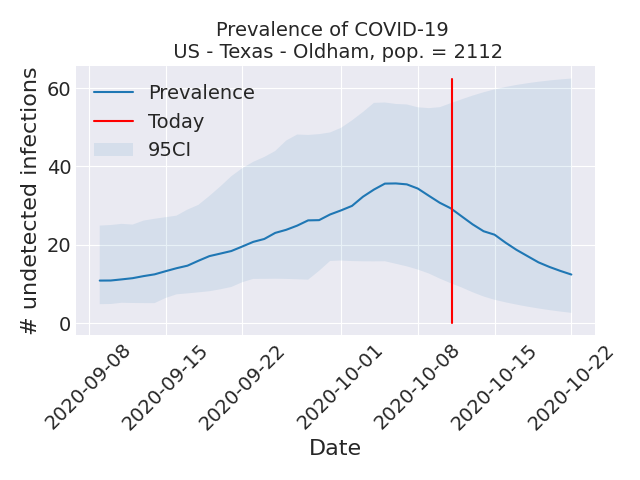 Prevalence of COVID-19
US - Texas - Oldham, pop. = 2112
# undetected infections
60
40
20
0
Prevalence
Today
95CI
2020-09-08
2020-09-15
2020-09-22
2020-10-01
2020-10-08
2020-10-15
2020-10-22
Date